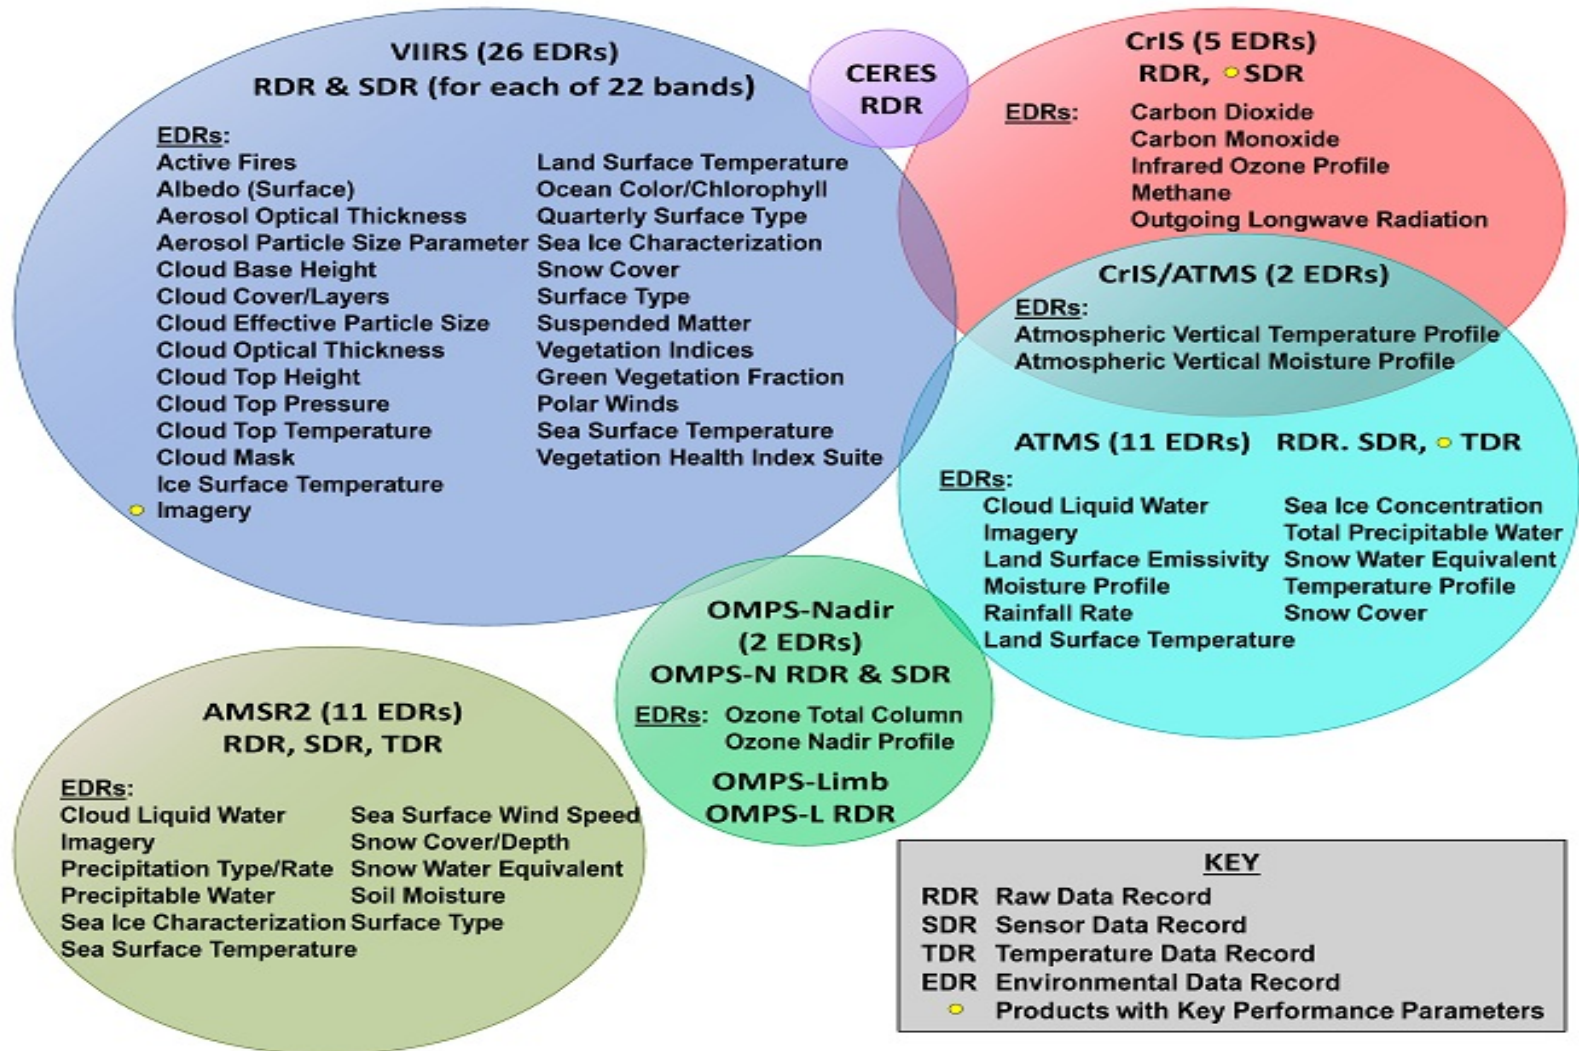 VIIRS (26 EDRs)
RDR & SDR (for each of 22 bands)
EDRs:
Active Fires
Albedo (Surface)
Aerosol Optical Thickness
Aerosol Particle Size Parameter
Cloud Base Height
Cloud Cover/Layers
Cloud Effective Particle Size
Cloud Optical Thickness
Cloud Top Height
Cloud Top Pressure
Cloud Top Temperature
Cloud Mask
Ice Surface Temperature
Imagery
Land Surface Temperature
Ocean Color/Chlorophyll
Quarterly Surface Type
Sea Ice Characterization
Snow Cover
Surface Type
Suspended Matter
Vegetation Indices
Green Vegetation Fraction
Polar Winds
Sea Surface Temperature
Vegetation Health Index Suite
CERES
RDR
CrIS (5 EDRs)
RDR, SDR
EDRs:
Carbon Dioxide
Carbon Monoxide
Infrared Ozone Profile
Methane
Outgoing Longwave Radiation
CrIS/ATMS (2 EDRs)
EDRs:
Atmospheric Vertical Temperature Profile
Atmospheric Vertical Moisture Profile
ATMS (11 EDRs) RDR. SDR, TDR
EDRs:
Cloud Liquid Water
Imagery
Land Surface Emissivity
Moisture Profile
Rainfall Rate
Land Surface Temperature
Sea Ice Concentration
Total Precipitable Water
Snow Water Equivalent
Temperature Profile
Snow Cover
OMPS-Nadir
(2 EDRs)
OMPS-N RDR & SDR
EDRs: Ozone Total Column
Ozone Nadir Profile
OMPS-Limb
OMPS-L RDR
AMSR2 (11 EDRs)
RDR, SDR, TDR
EDRs:
Cloud Liquid Water
Imagery
Precipitation Type/Rate
Precipitable Water
Sea Ice Characterization
Sea Surface Temperature
Sea Surface Wind Speed
Snow Cover/Depth
Snow Water Equivalent
Soil Moisture
Surface Type
KEY
RDR Raw Data Record
SDR Sensor Data Record
TDR Temperature Data Record
EDR Environmental Data Record
Products with Key Performance Parameters